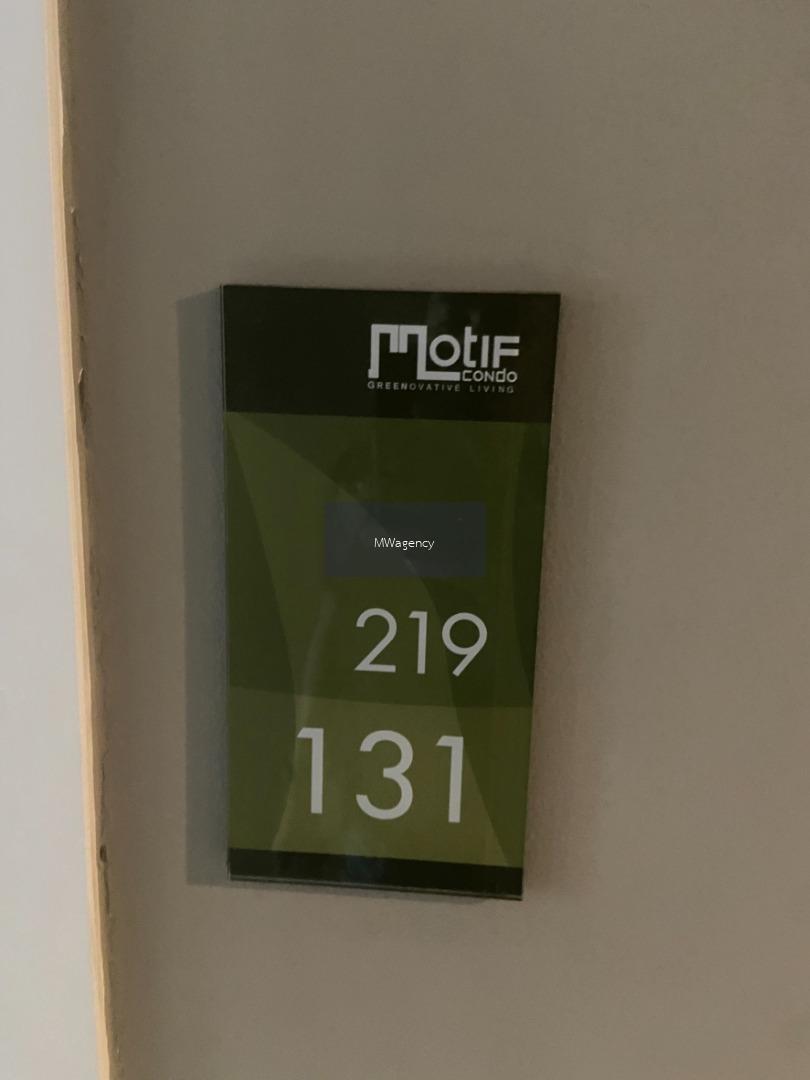 Motif
CONDO
GREENOVATIVE LIVING
MWagency
219
131